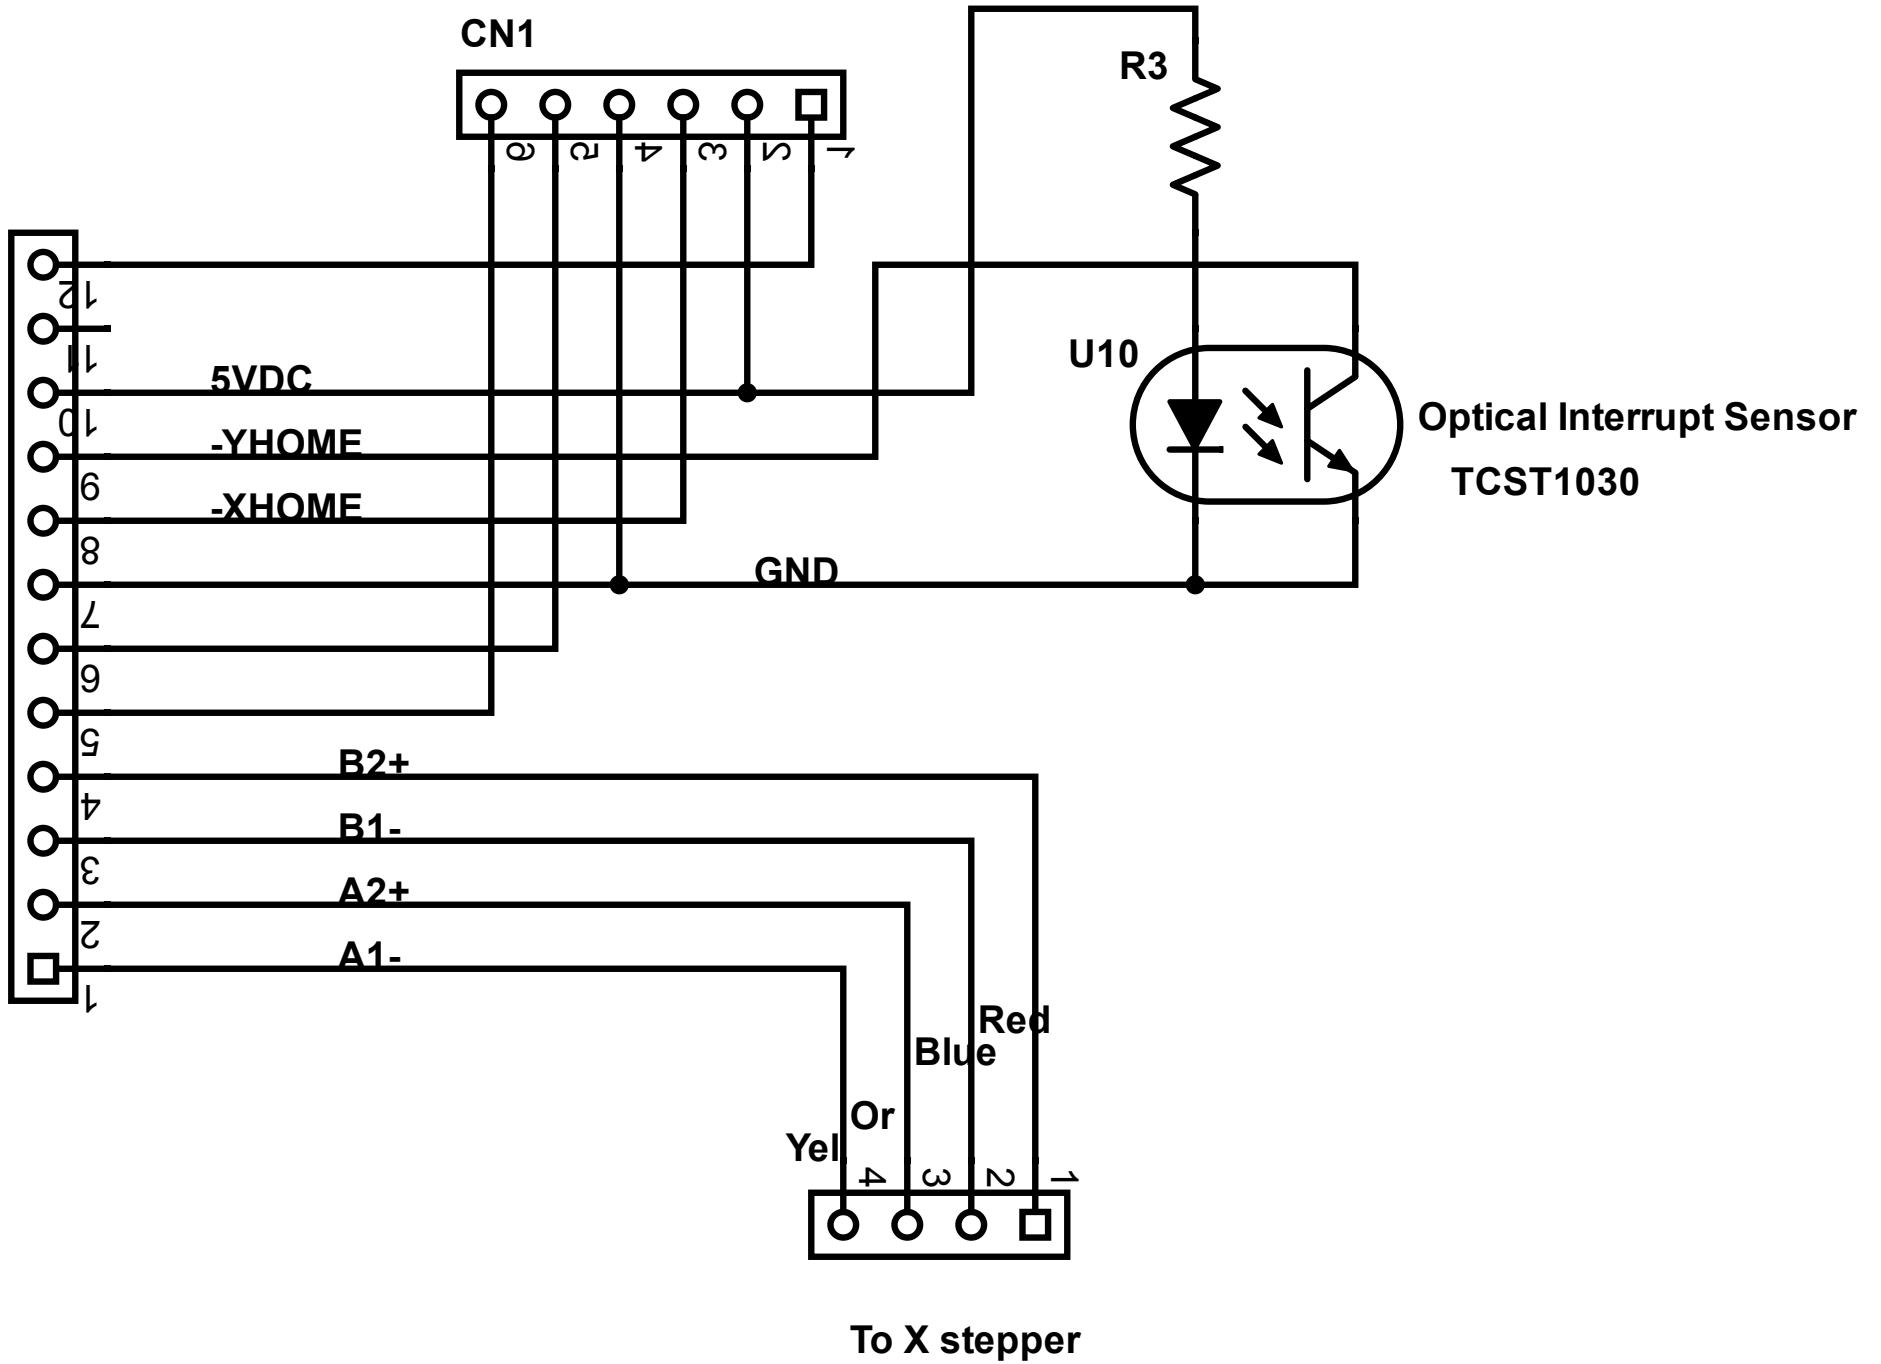 CN1
R3
6 5 4 3 2 1
12
11
U10
5VDC
10
Optical Interrupt Sensor
-YHOME
TCST1030
9
-XHOME
8
GND
7
6
5
B2+
4
B1-
3
A2+
2
A1-
1
Red
Blue
Or
Yel
4 3 2 1
To X stepper